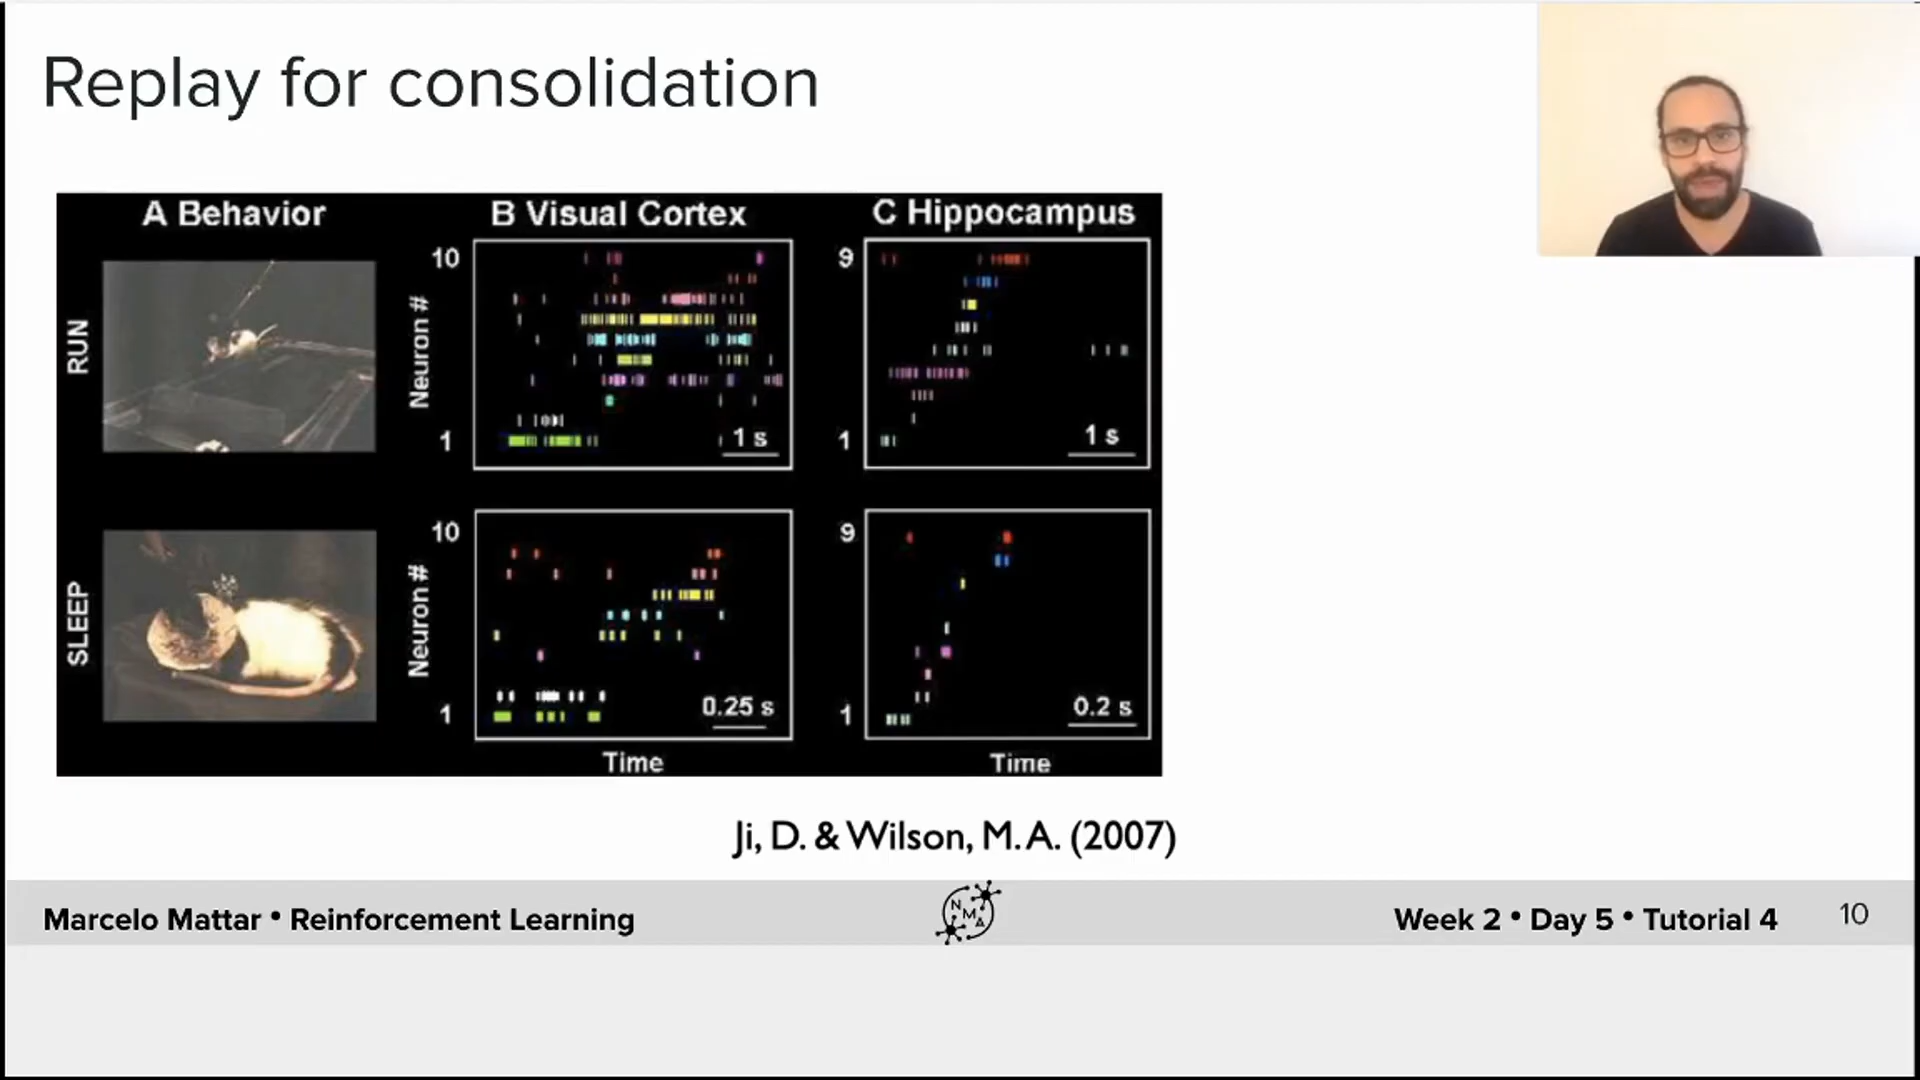 Replay for consolidation
A Behavior
B Visual Cortex
C Hippocampus
RUN
10
Neuron #
1
1 s
9
1
1 s
SLEEP
10
Neuron #
1
0.25 s
Time
9
1
0.2 s
Time
Ji, D. & Wilson, M. A. (2007)
Marcelo Mattar • Reinforcement Learning
NMA
Week 2 • Day 5 • Tutorial 4
10